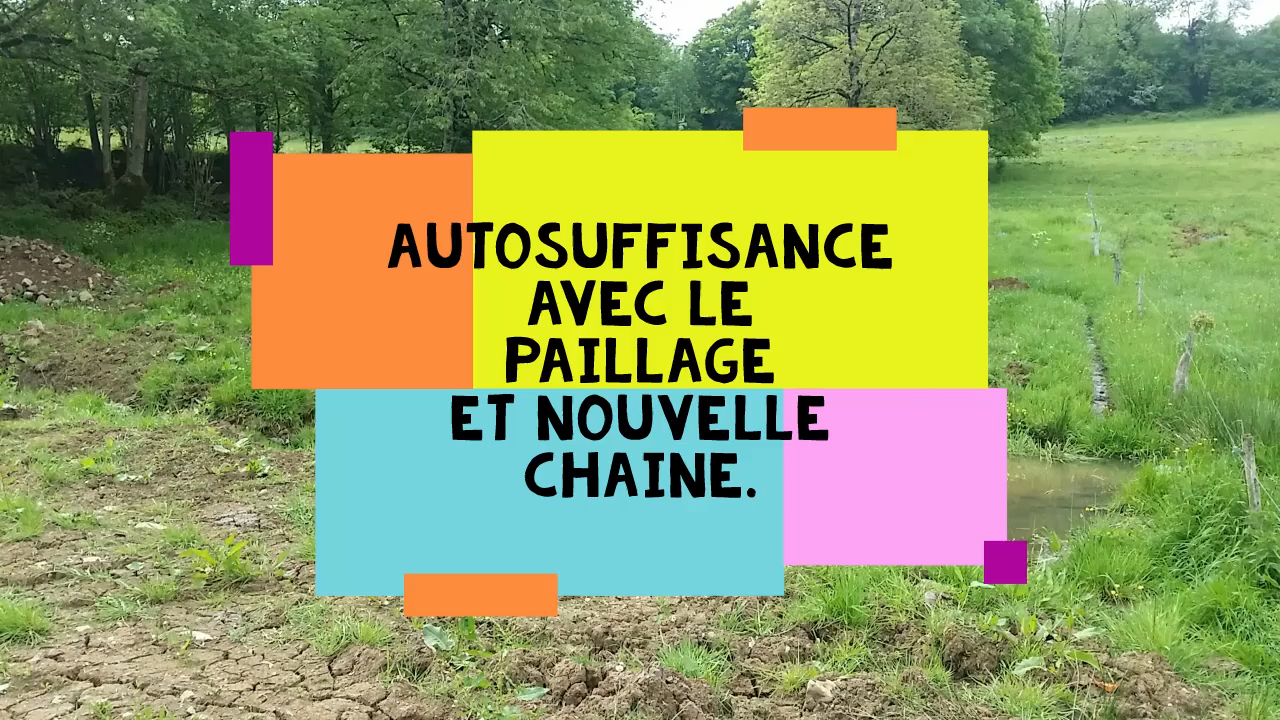 AUTOSUFFISANCE
AVEC LE
PAILLAGE
ET NOUVELLE
CHAINE.